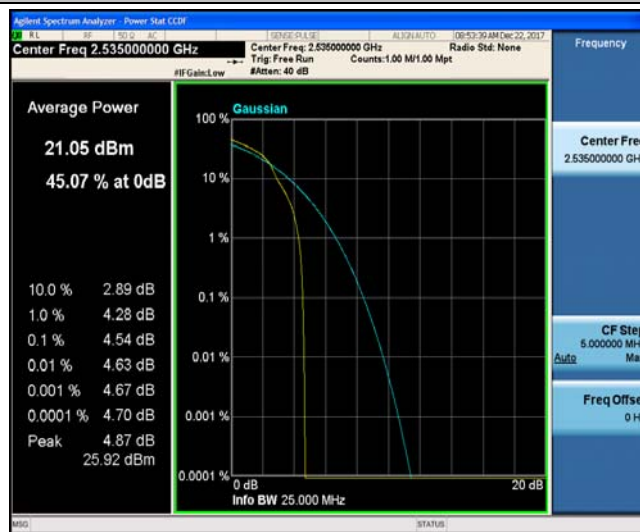 Agilent Spectrum Analyzer - Power Stat CCDF
RL RF 50 Ω AC SENSE:PULSE ALIGN AUTO 08:53:39 AM Dec 22, 2017
Center Freq 2.535000000 GHz
Center Freq: 2.535000000 GHz Radio Std: None
Trig: Free Run Counts:1.00 M/1.00 Mpt
#IFGain:Low #Atten: 40 dB
Frequency
Average Power
21.05 dBm
45.07 % at 0dB
10.0 % 2.89 dB
1.0 % 4.28 dB
0.1 % 4.54 dB
0.01 % 4.63 dB
0.001 % 4.67 dB
0.0001 % 4.70 dB
Peak 4.87 dB
25.92 dBm
Gaussian
100 %
10 %
1 %
0.1 %
0.01 %
0.001 %
0.0001 %
0 dB 20 dB
Info BW 25.000 MHz
Center Fre
2.535000000 GH
CF Step
5.000000 MH
Auto Ma
Freq Offse
0 H
MSG STATUS